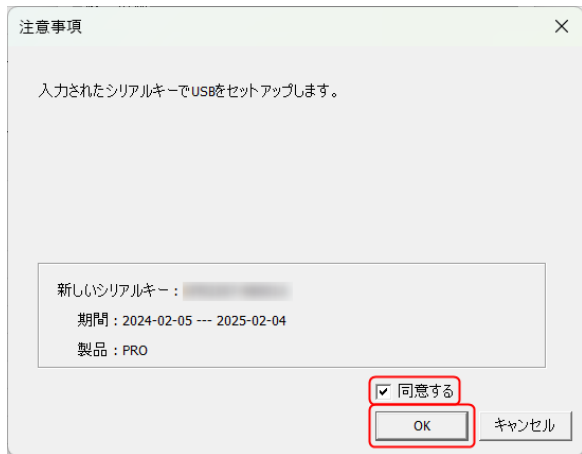 注意事項
入力されたシリアルキーでUSBをセットアップします。
新しいシリアルキー：
期間：2024-02-05 --- 2025-02-04
製品：PRO
同意する
OK キャンセル